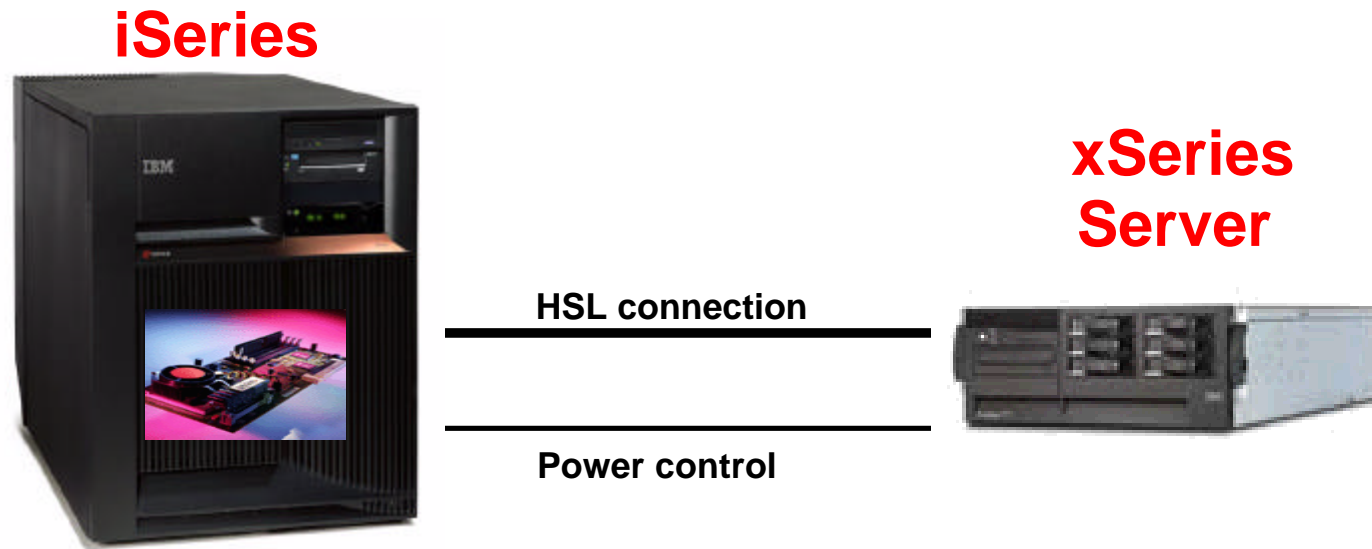 iSeries
IBM
xSeries
Server
HSL connection
Power control